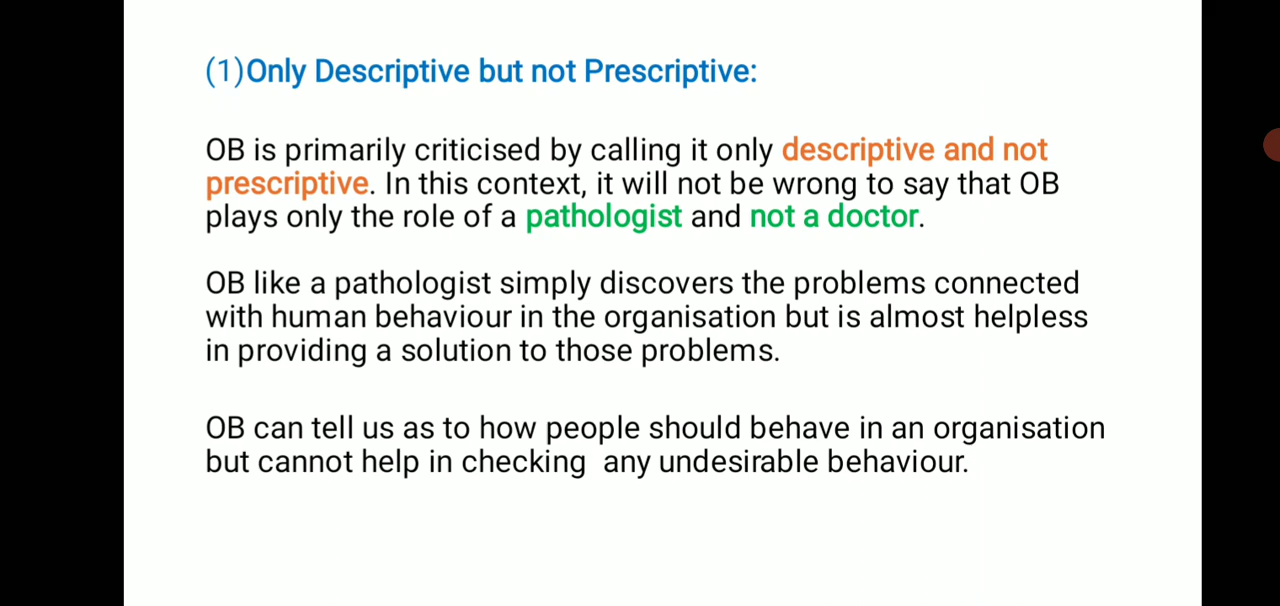 (1)Only Descriptive but not Prescriptive:
OB is primarily criticised by calling it only descriptive and not
prescriptive. In this context, it will not be wrong to say that OB
plays only the role of a pathologist and not a doctor.
OB like a pathologist simply discovers the problems connected
with human behaviour in the organisation but is almost helpless
in providing a solution to those problems.
OB can tell us as to how people should behave in an organisation
but cannot help in checking  any undesirable behaviour.